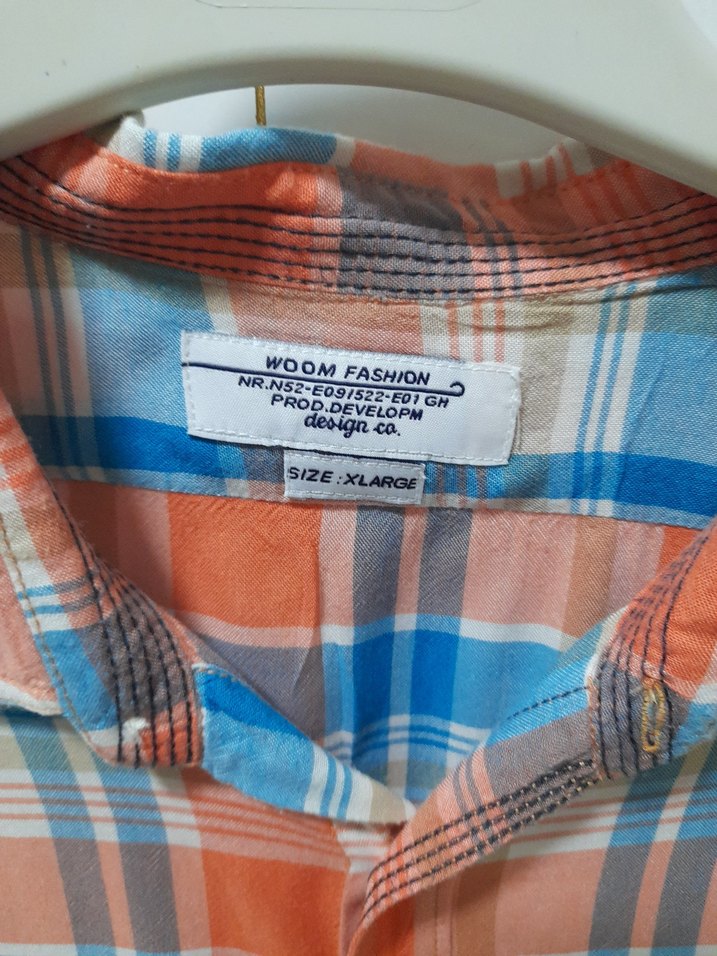 WOOM FASHION
NR.N52-E091522-E01 GH
PROD.DEVELOPM
design co.
SIZE : XLARGE